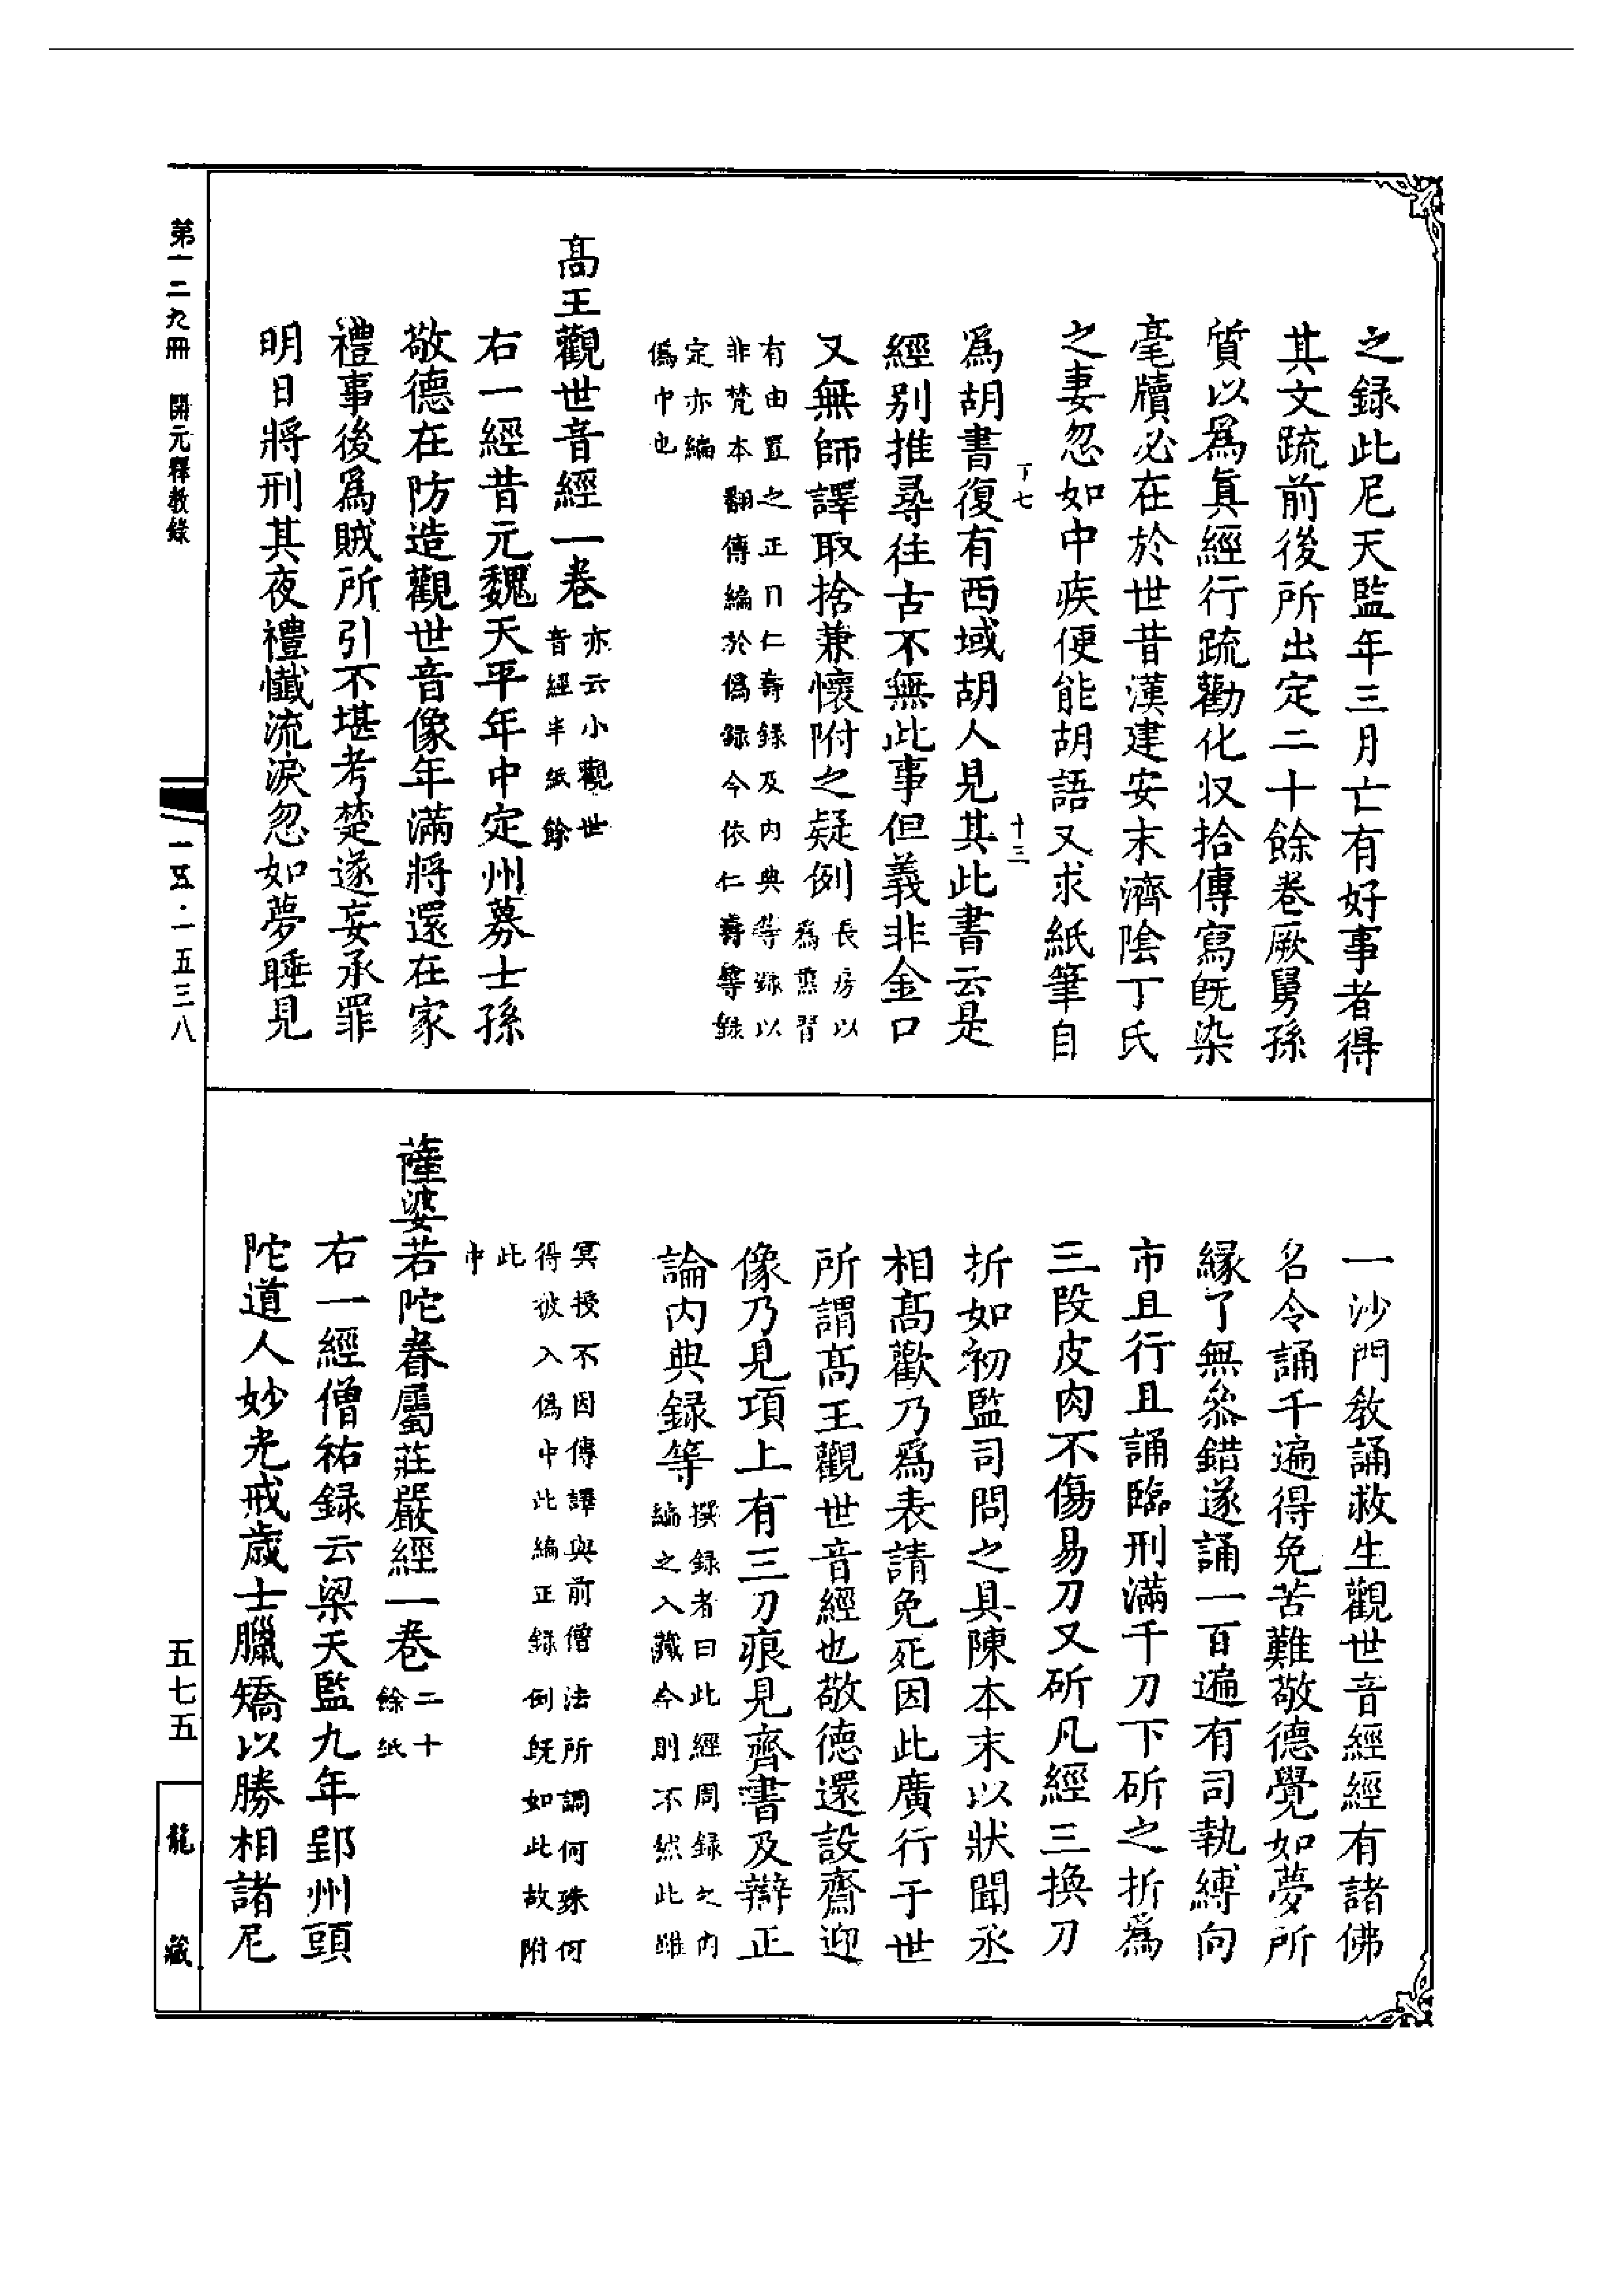 之録此尼天監年三月亡有好事者得
其文䟽前後所出定二十餘卷厥舅孫
質以爲眞經行䟽勸化収拾傳寫既染
毫牘必在於世昔漢建安末濟陰丁氏
之妻忽如中疾便能胡語又求紙筆自
丁七
十三
爲胡書復有西域胡人見其此書云是
經别推尋往古不無此事但義非金口
又無師譯取捨兼懷附之疑例長房以
爲熏習
有由置之正目仁壽録及内典等録以
非梵本翻傳編於僞録今依仁壽等録
定亦編
僞中也
髙王觀世音經一卷亦云小觀世
音經半紙餘
右一經昔元魏天平年中定州募士孫
敬德在防造觀世音像年滿將還在家
禮事後爲賊所引不堪考楚遂妄承罪
明日將刑其夜禮懺流淚忽如夢睡見
一沙門敎誦救生觀世音經經有諸佛
名令誦千遍得免苦難敬德覺如夢所
縁了無叅錯遂誦一百遍有司執縛向
市且行且誦臨刑滿千刀下斫之折爲
三段皮肉不傷易刀又斫凡經三換刀
折如初監司問之具陳本末以狀聞丞
相髙歡乃爲表請免死因此廣行于世
所謂髙王觀世音經也敬德還設齋迎
像乃見項上有三刀痕見齊書及辯正
論内典録等撰録者曰此經周録之内
編之入藏今則不然此雖
冥授不因傳譯與前僧法所誦何殊何
得彼入僞中此編正録例既如此故附
此
中
薩婆若陀眷屬莊嚴經一卷二十
餘紙
右一經僧祐録云梁天監九年郢州頭
陀道人妙光戒歳士臘矯以勝相諸尼
第一二九冊　開元釋教録
一五・一五三八
五七五
龍藏